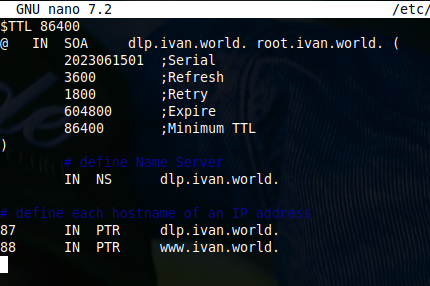 GNU nano 7.2 /etc/
$TTL 86400
@ IN SOA dlp.ivan.world. root.ivan.world. (
2023061501 ;Serial
3600 ;Refresh
1800 ;Retry
604800 ;Expire
86400 ;Minimum TTL
)
# define Name Server
IN NS dlp.ivan.world.
# define each hostname of an IP address
87 IN PTR dlp.ivan.world.
88 IN PTR www.ivan.world.